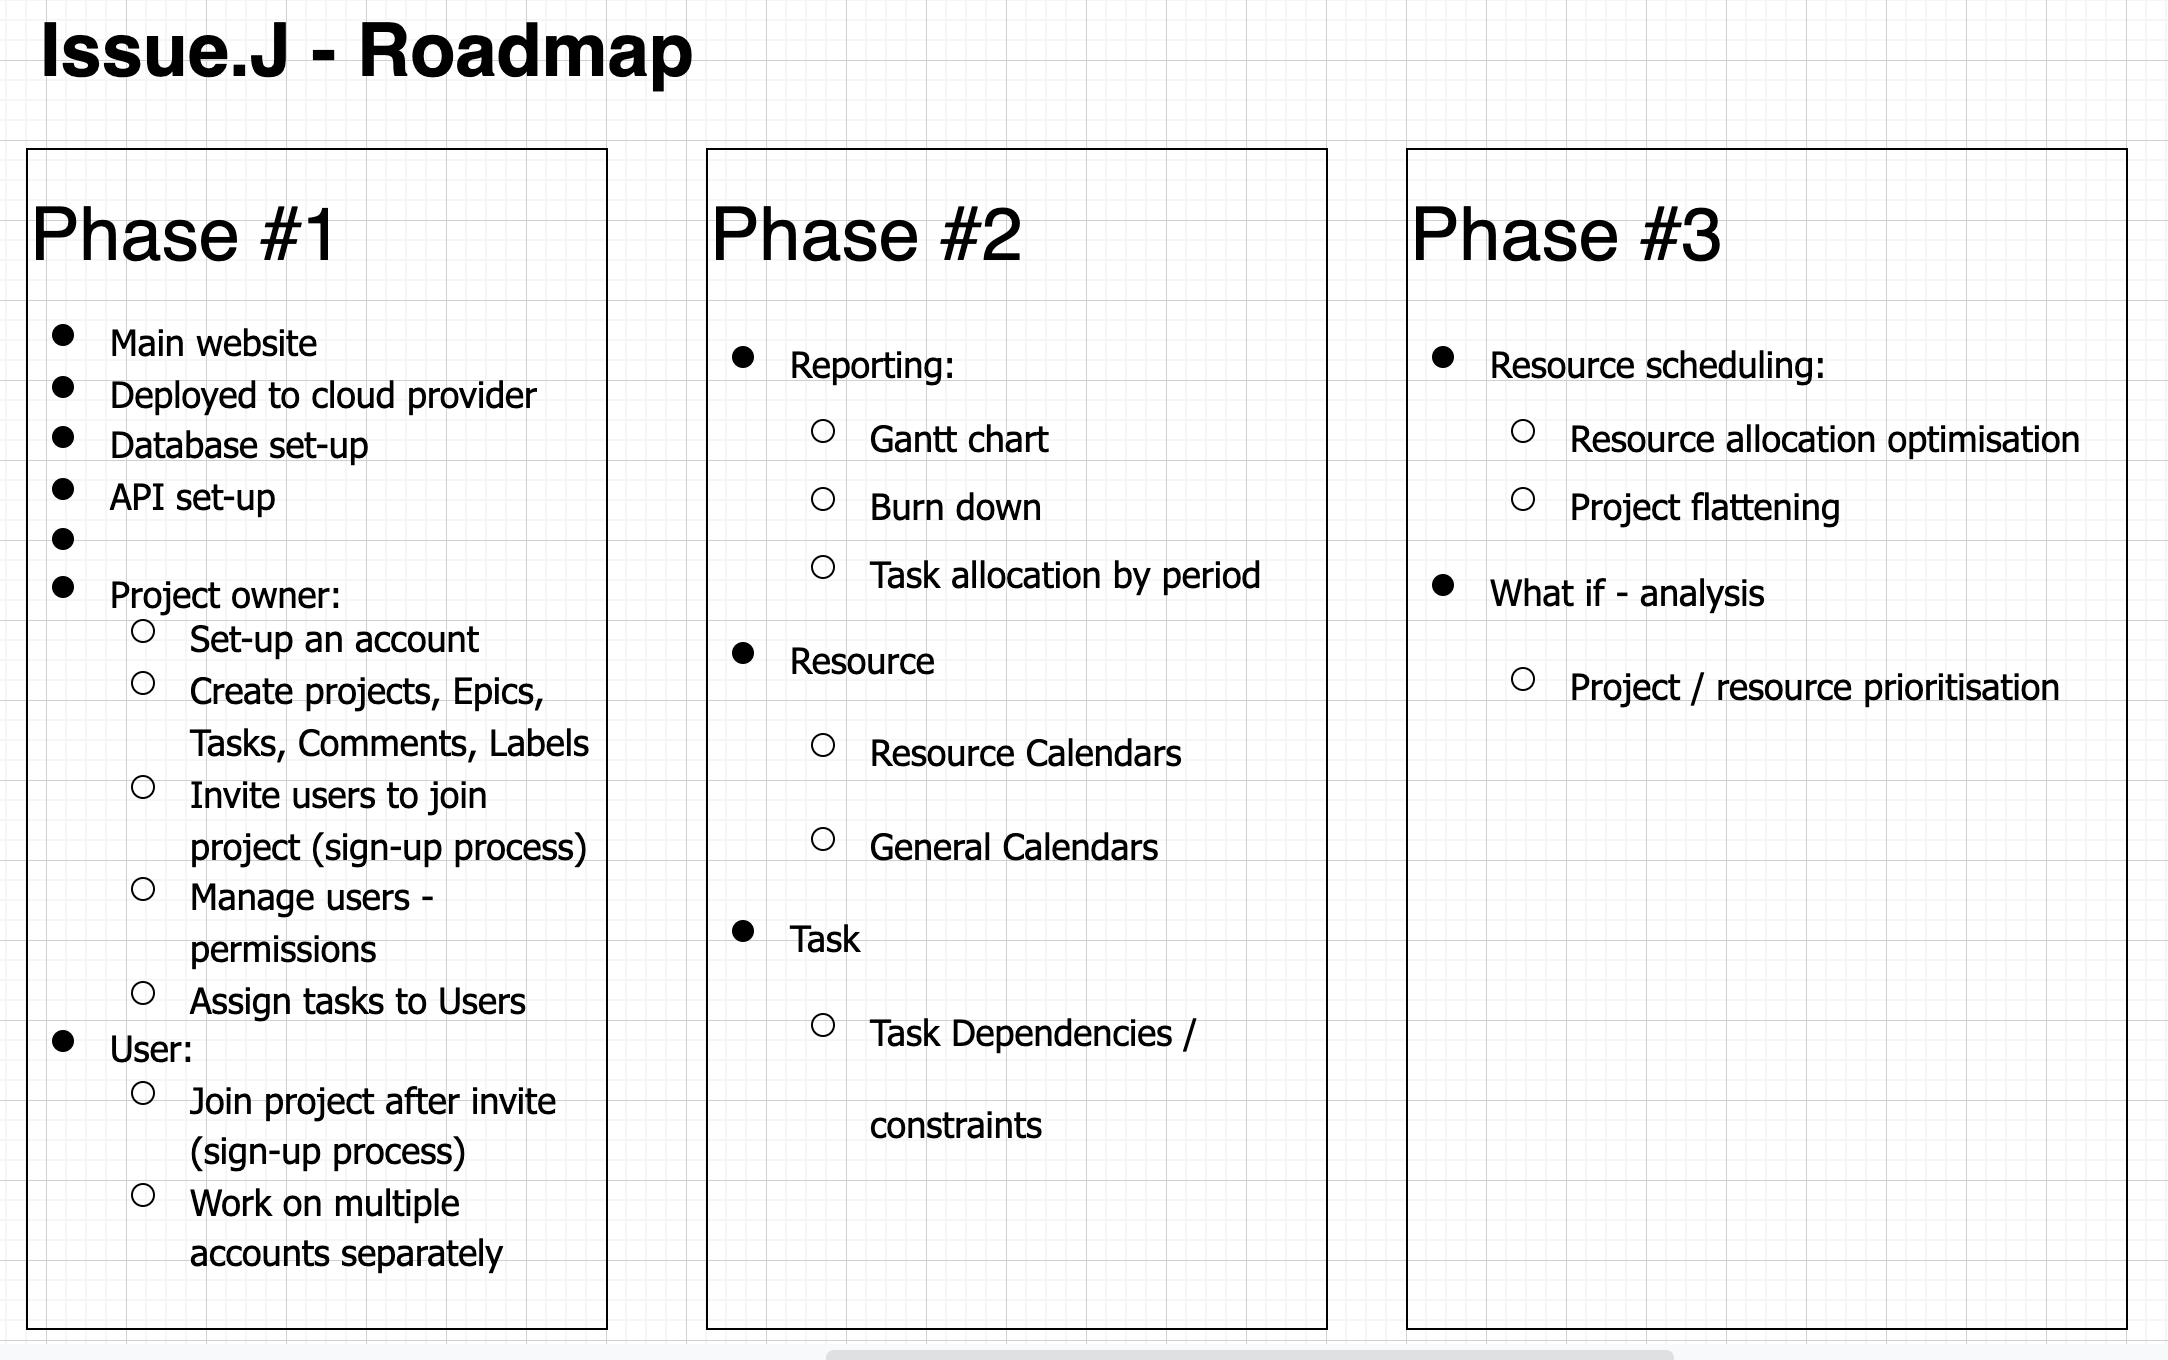 Issue.J - Roadmap
Phase #1
Main website
Deployed to cloud provider
Database set-up
API set-up
Project owner:
Set-up an account
Create projects, Epics,
Tasks, Comments, Labels
Invite users to join
project (sign-up process)
Manage users -
permissions
Assign tasks to Users
User:
Join project after invite
(sign-up process)
Work on multiple
accounts separately
Phase #2
Reporting:
Gantt chart
Burn down
Task allocation by period
Resource
Resource Calendars
General Calendars
Task
Task Dependencies /
constraints
Phase #3
Resource scheduling:
Resource allocation optimisation
Project flattening
What if - analysis
Project / resource prioritisation